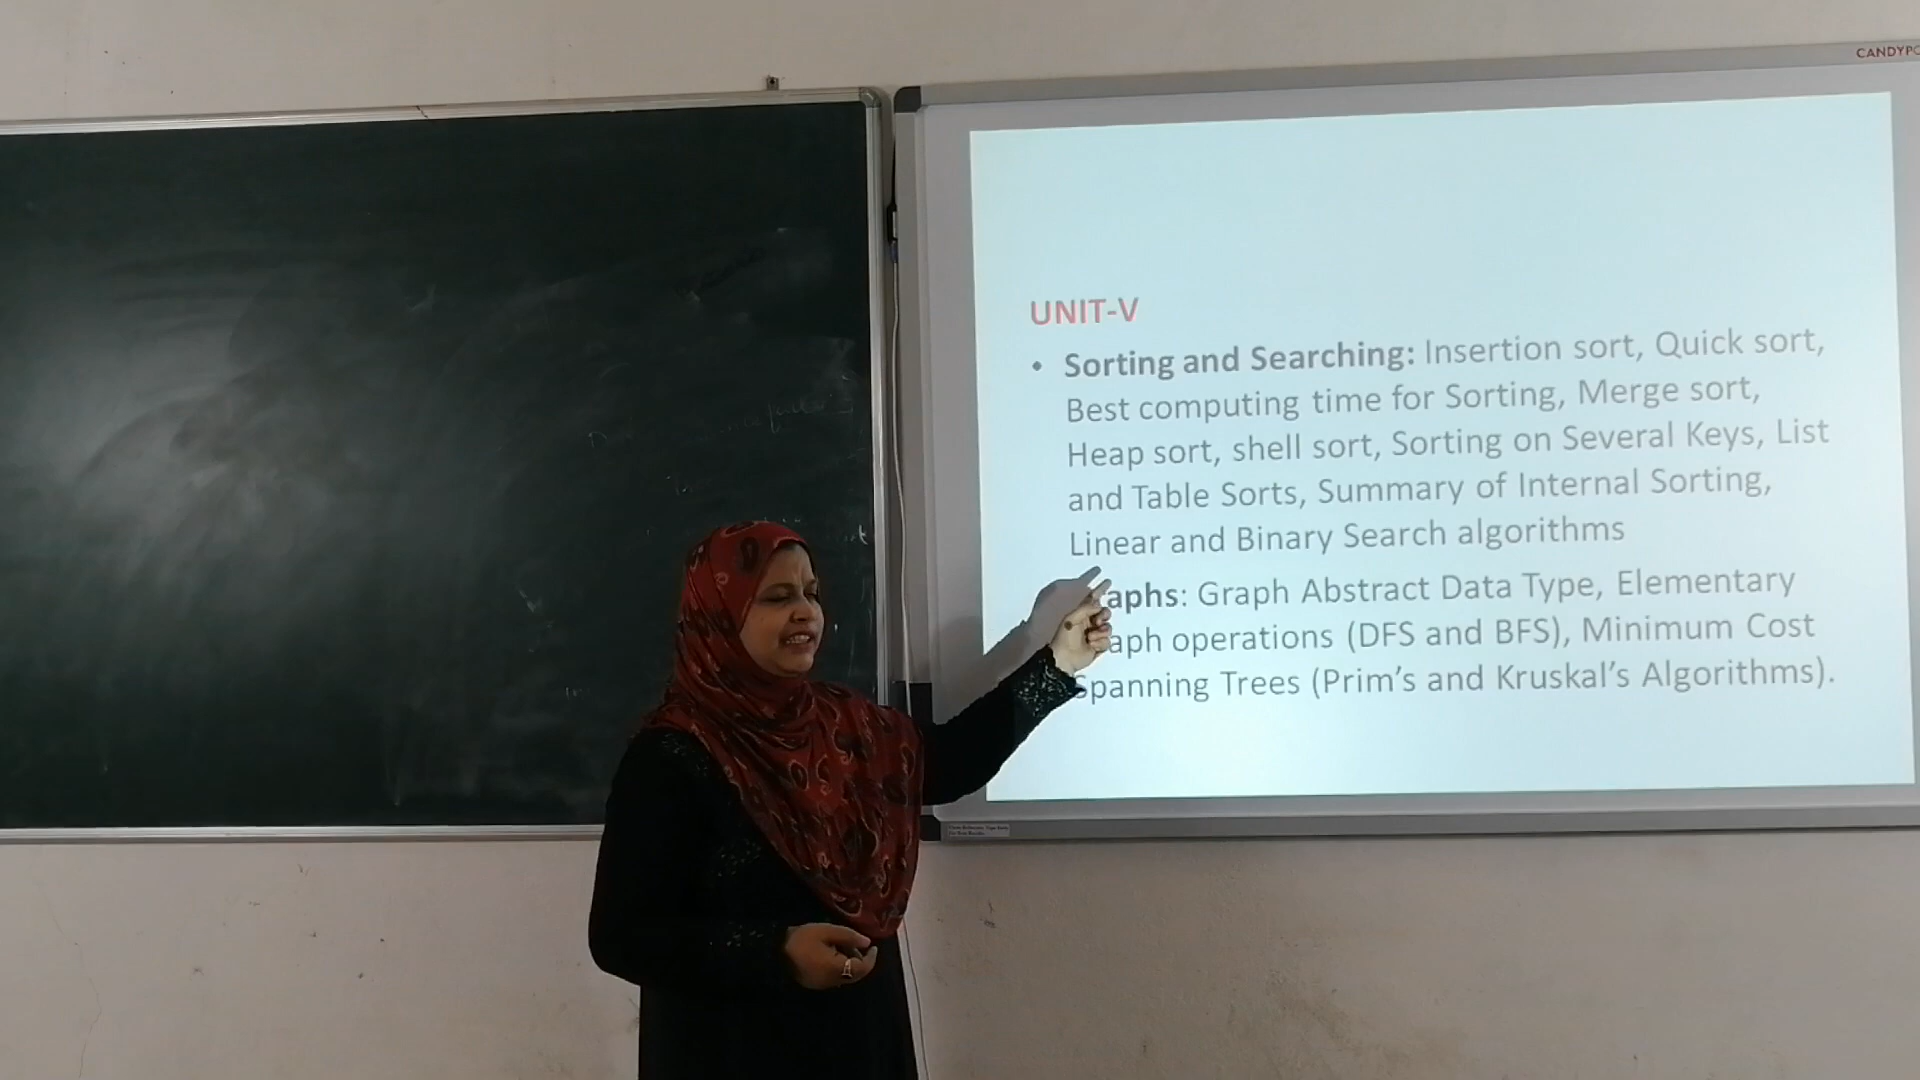 CANDYPO
UNIT-V
• Sorting and Searching: Insertion sort, Quick sort,
Best computing time for Sorting, Merge sort,
Heap sort, shell sort, Sorting on Several Keys, List
and Table Sorts, Summary of Internal Sorting,
Linear and Binary Search algorithms
aphs: Graph Abstract Data Type, Elementary
aph operations (DFS and BFS), Minimum Cost
Spanning Trees (Prim's and Kruskal's Algorithms).